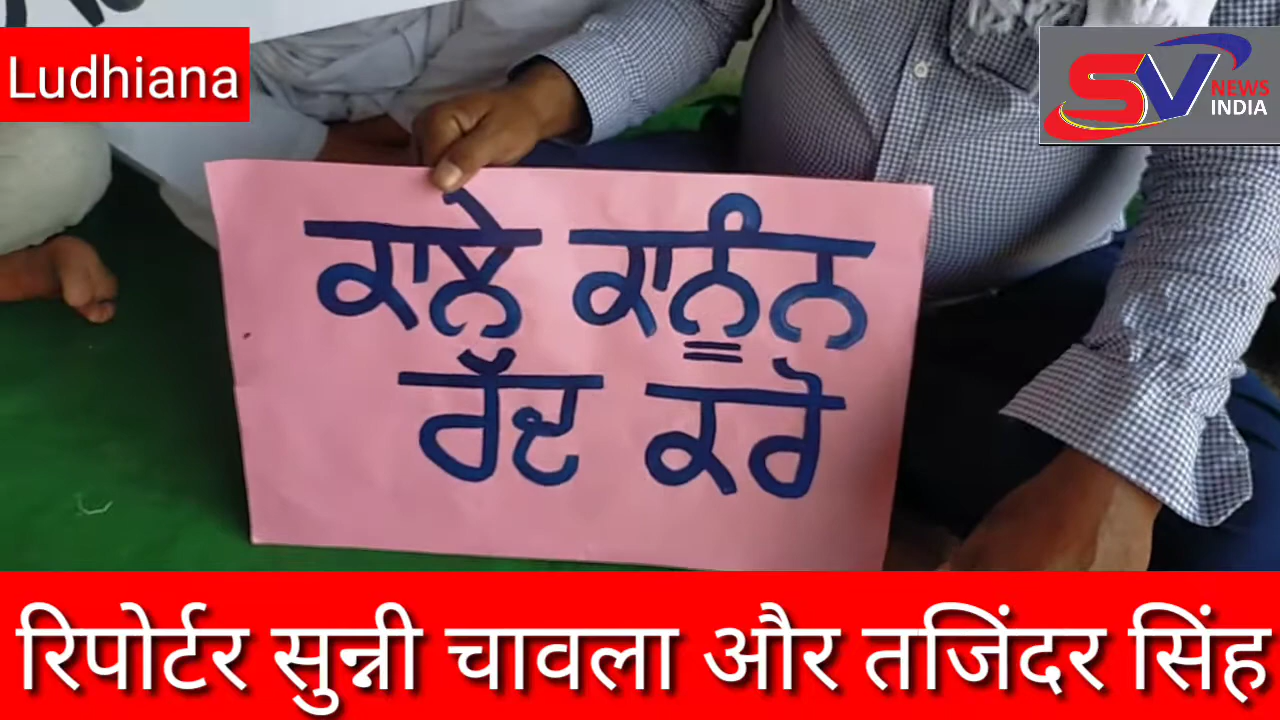 Ludhiana
SV NEWS INDIA
ਕਾਲੇ ਕਾਨੂੰਨ
ਰੱਦ ਕਰੋ
रिपोर्टर सुन्नी चावला और तजिंदर सिंह